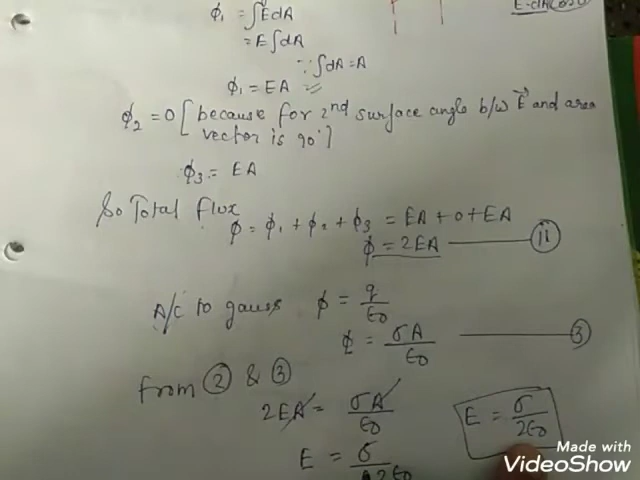 ϕ₁ = ∫E⃗dA
= E∫dA
∵ ∫dA = A
ϕ₁ = EA
ϕ₂ = 0 [because for 2nd surface angle b/w E⃗ and area
vector is 90°]
ϕ₃ = EA
So Total flux
ϕ = ϕ₁ + ϕ₂ + ϕ₃ = EA + 0 + EA
ϕ = 2EA (ii)
A/c to gauss ϕ = q/ε0
ϕ = σA/ε0 (3)
from (2) & (3)
2EA = σA/ε0
E = σ/2ε0
E = σ/2ε0
Made with
VideoShow